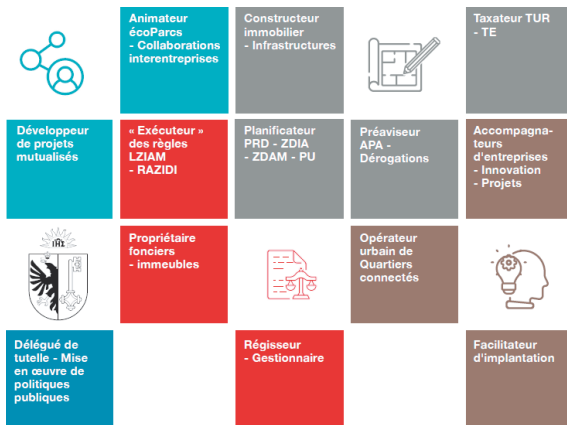 Animateur
écoParcs
- Collaborations
interentreprises
Constructeur
immobilier
- Infrastructures
Taxateur TUR
- TE
Développeur
de projets
mutualisés
« Exécuteur »
des règles
LZIAM
- RAZIDI
Planificateur
PRD - ZDIA
- ZDAM - PU
Préaviseur
APA -
Dérogations
Accompagna-
teurs
d'entreprises
- Innovation
- Projets
Propriétaire
fonciers
- immeubles
Opérateur
urbain de
Quartiers
connectés
Délégué de
tutelle - Mise
en œuvre de
politiques
publiques
Régisseur
- Gestionnaire
Facilitateur
d'implantation